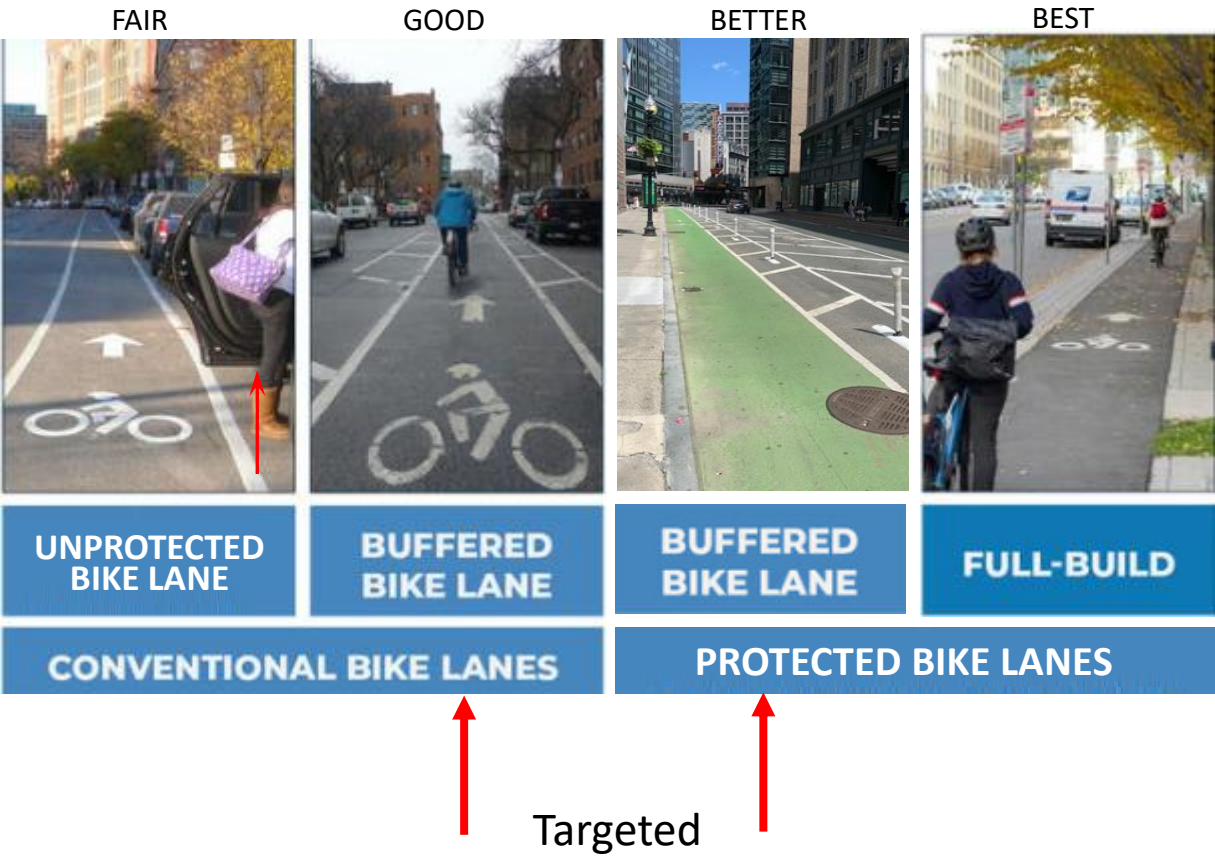 FAIR
GOOD
BETTER
BEST
UNPROTECTED
BIKE LANE
BUFFERED
BIKE LANE
BUFFERED
BIKE LANE
FULL-BUILD
CONVENTIONAL BIKE LANES
PROTECTED BIKE LANES
Targeted